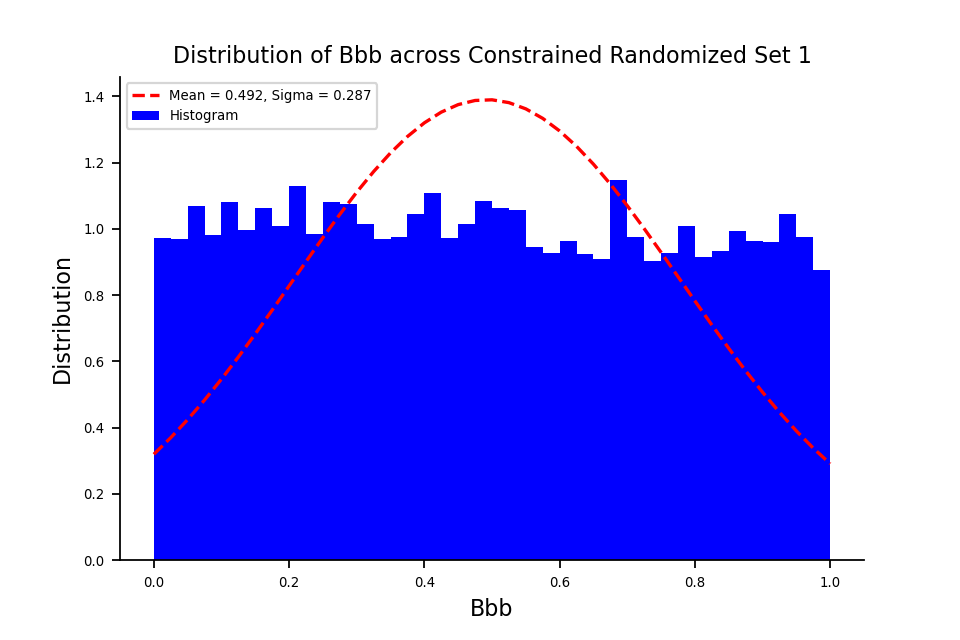 Distribution of Bbb across Constrained Randomized Set 1
Mean = 0.492, Sigma = 0.287
Histogram
Distribution
1.4
1.2
1.0
0.8
0.6
0.4
0.2
0.0
0.0 0.2 0.4 0.6 0.8 1.0
Bbb